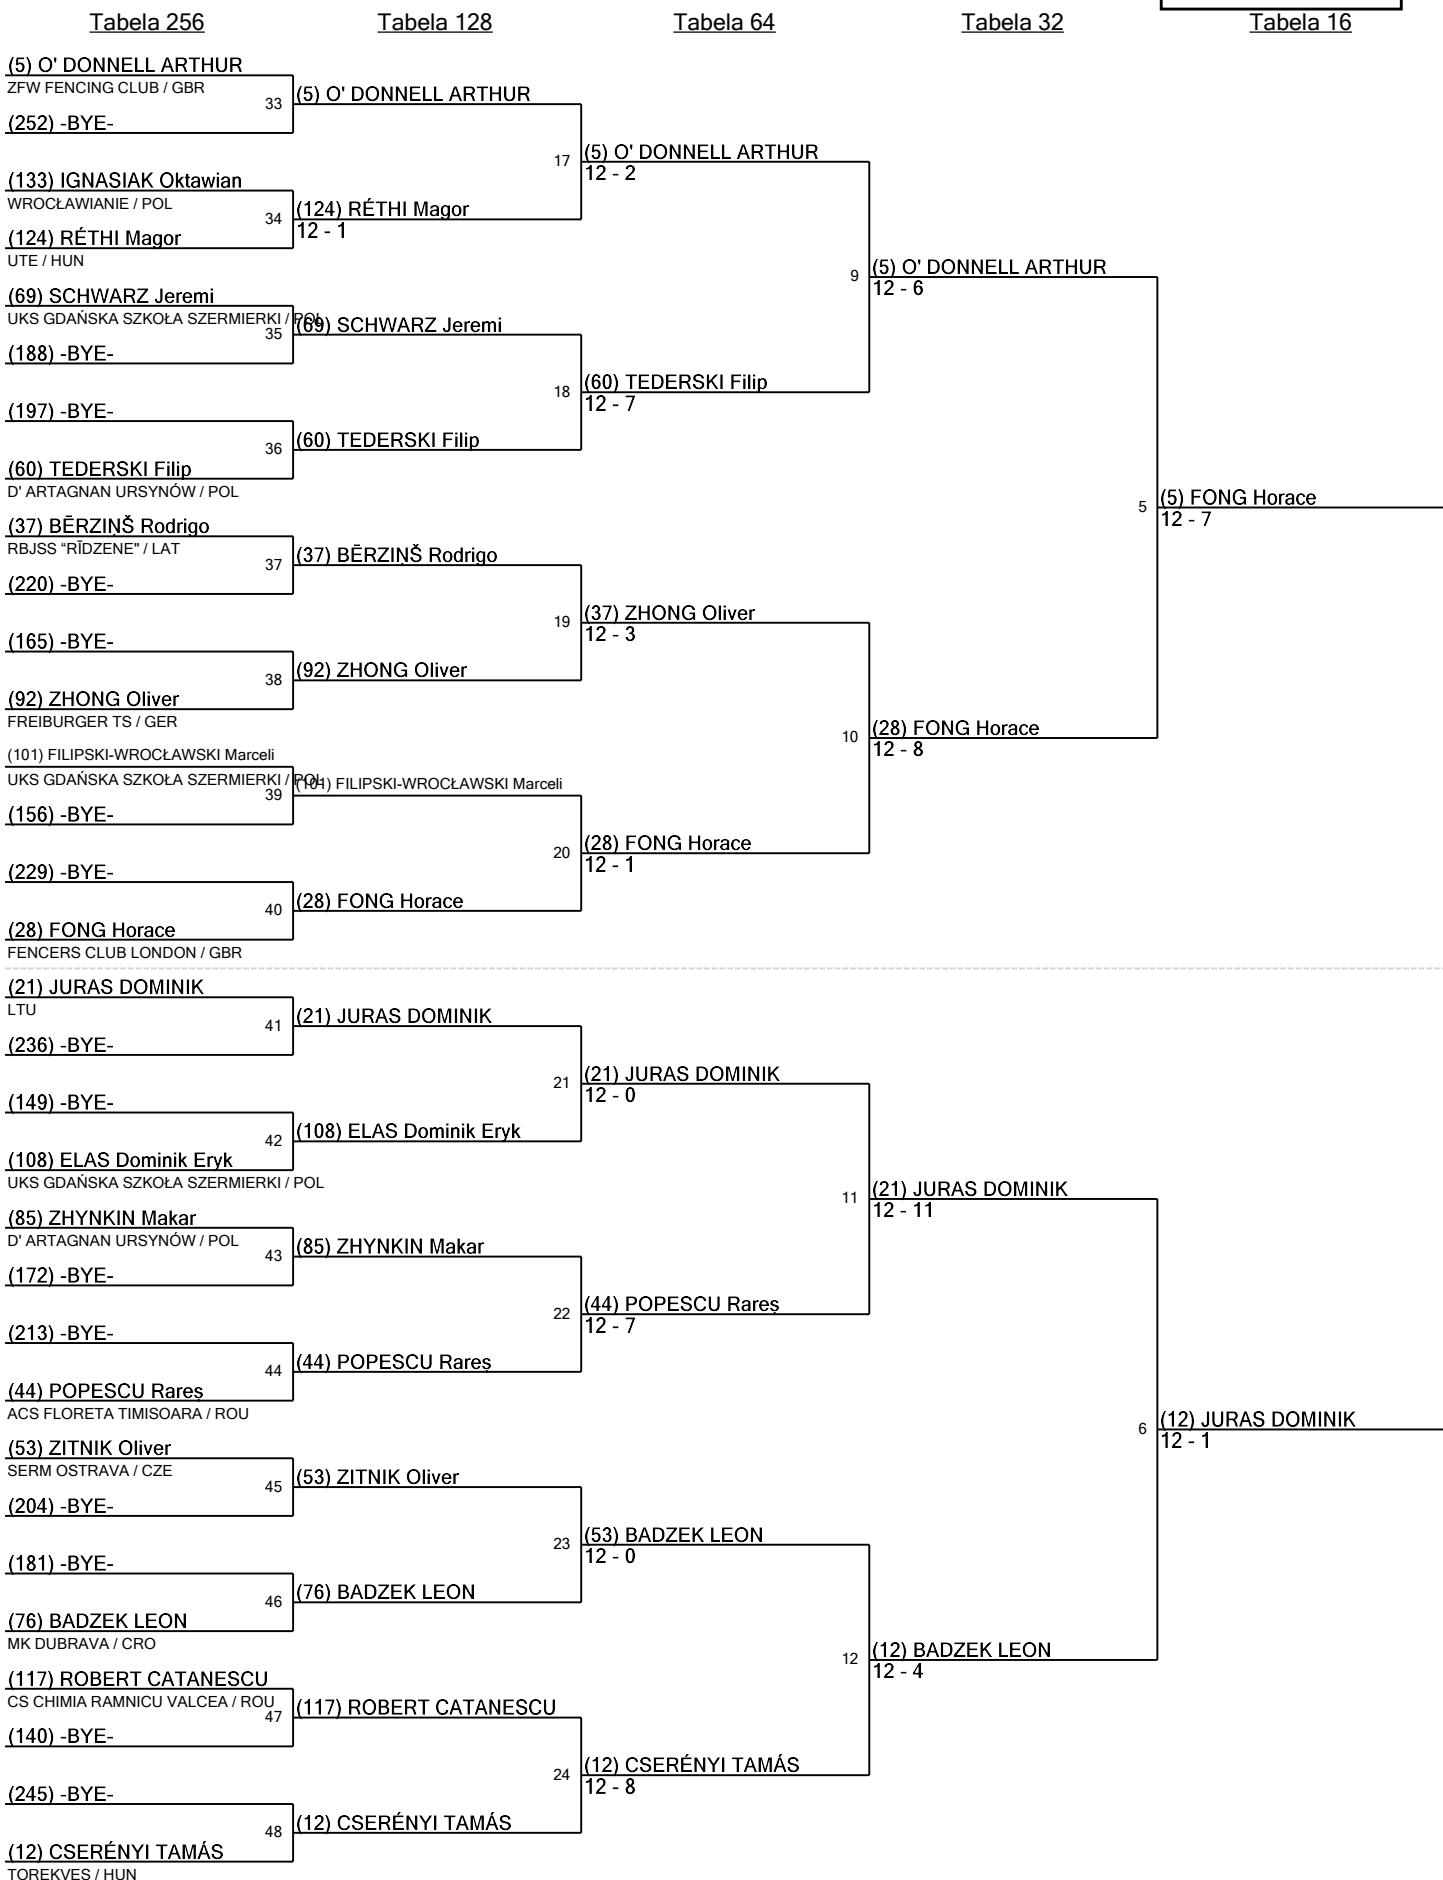 Tabela 256
Tabela 128
Tabela 64
Tabela 32
Tabela 16
(5) O' DONNELL ARTHUR
ZFW FENCING CLUB / GBR
33
(252) -BYE-
(133) IGNASIAK Oktawian
WROCŁAWIANIE / POL
34
(124) RÉTHI Magor
UTE / HUN
(69) SCHWARZ Jeremi
UKS GDAŃSKA SZKOŁA SZERMIERKI / POL
35
(188) -BYE-
(197) -BYE-
36
(60) TEDERSKI Filip
D' ARTAGNAN URSYNÓW / POL
(37) BĒRZIŅŠ Rodrigo
RBJSS “RĪDZENE" / LAT
37
(220) -BYE-
(165) -BYE-
38
(92) ZHONG Oliver
FREIBURGER TS / GER
(101) FILIPSKI-WROCŁAWSKI Marceli
UKS GDAŃSKA SZKOŁA SZERMIERKI / POL
39
(156) -BYE-
(229) -BYE-
40
(28) FONG Horace
FENCERS CLUB LONDON / GBR
(21) JURAS DOMINIK
LTU
41
(236) -BYE-
(149) -BYE-
42
(108) ELAS Dominik Eryk
UKS GDAŃSKA SZKOŁA SZERMIERKI / POL
(85) ZHYNKIN Makar
D' ARTAGNAN URSYNÓW / POL
43
(172) -BYE-
(213) -BYE-
44
(44) POPESCU Rareș
ACS FLORETA TIMISOARA / ROU
(53) ZITNIK Oliver
SERM OSTRAVA / CZE
45
(204) -BYE-
(181) -BYE-
46
(76) BADZEK LEON
MK DUBRAVA / CRO
(117) ROBERT CATANESCU
CS CHIMIA RAMNICU VALCEA / ROU
47
(140) -BYE-
(245) -BYE-
48
(12) CSERÉNYI TAMÁS
TOREKVES / HUN
(5) O' DONNELL ARTHUR
17
(124) RÉTHI Magor
12 - 1
(69) SCHWARZ Jeremi
18
(60) TEDERSKI Filip
(37) BĒRZIŅŠ Rodrigo
19
(92) ZHONG Oliver
(101) FILIPSKI-WROCŁAWSKI Marceli
20
(28) FONG Horace
(21) JURAS DOMINIK
21
(108) ELAS Dominik Eryk
(85) ZHYNKIN Makar
22
(44) POPESCU Rareș
(53) ZITNIK Oliver
23
(76) BADZEK LEON
(117) ROBERT CATANESCU
24
(12) CSERÉNYI TAMÁS
(5) O' DONNELL ARTHUR
12 - 2
9
(60) TEDERSKI Filip
12 - 7
(37) ZHONG Oliver
12 - 3
10
(28) FONG Horace
12 - 1
(21) JURAS DOMINIK
12 - 0
11
(44) POPESCU Rareș
12 - 7
(53) BADZEK LEON
12 - 0
12
(12) CSERÉNYI TAMÁS
12 - 8
(5) O' DONNELL ARTHUR
12 - 6
5
(28) FONG Horace
12 - 8
(21) JURAS DOMINIK
12 - 11
6
(12) BADZEK LEON
12 - 4
(5) FONG Horace
12 - 7
(12) JURAS DOMINIK
12 - 1